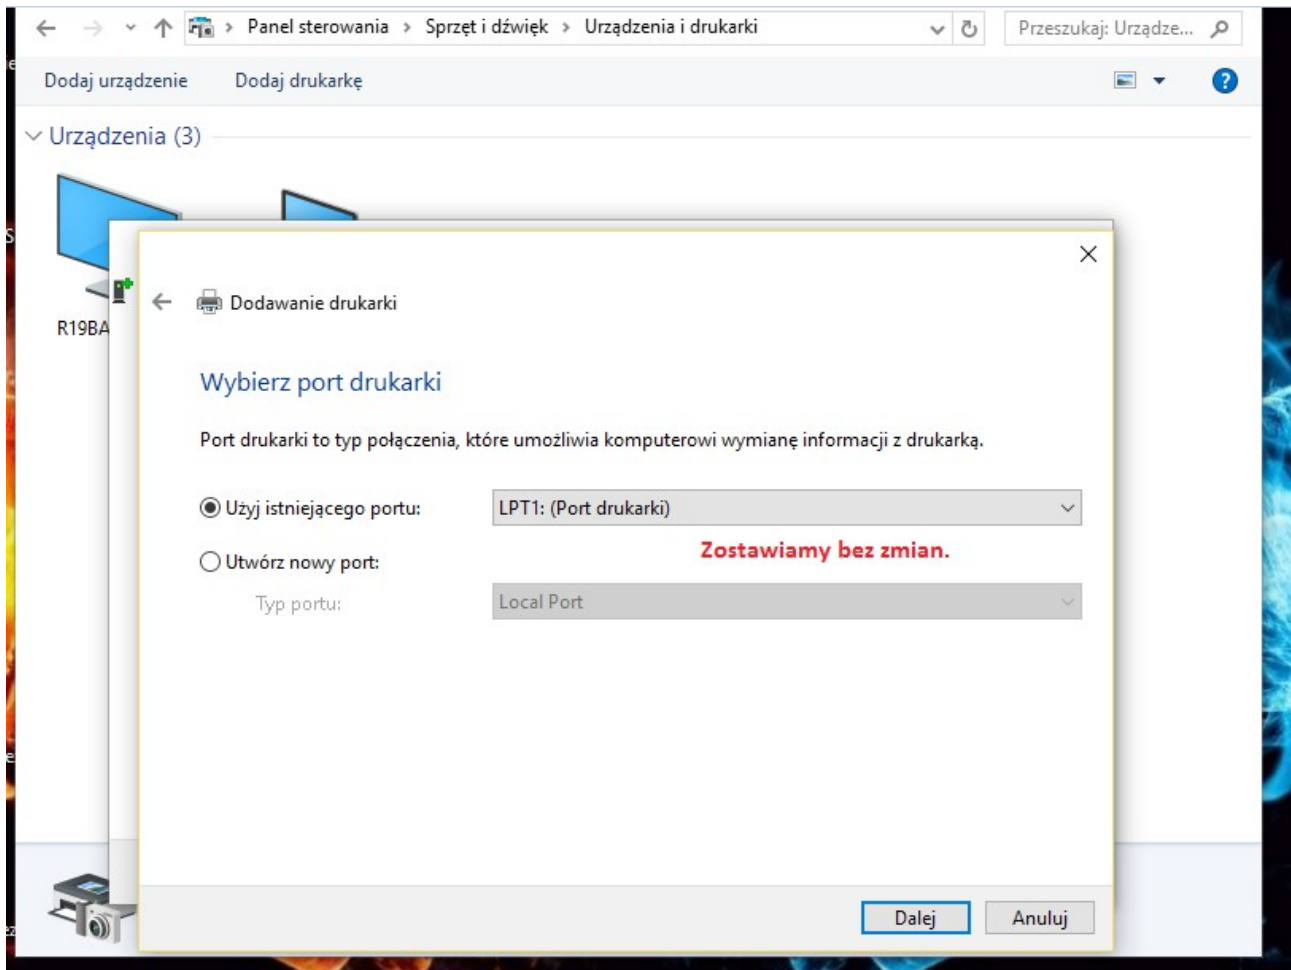 Panel sterowania > Sprzęt i dźwięk > Urządzenia i drukarki
Przeszukaj: Urządze...
Dodaj urządzenie Dodaj drukarkę
Urządzenia (3)
R19BA
Dodawanie drukarki
Wybierz port drukarki
Port drukarki to typ połączenia, które umożliwia komputerowi wymianę informacji z drukarką.
Użyj istniejącego portu: LPT1: (Port drukarki)
Zostawiamy bez zmian.
Utwórz nowy port:
Typ portu: Local Port
Dalej Anuluj